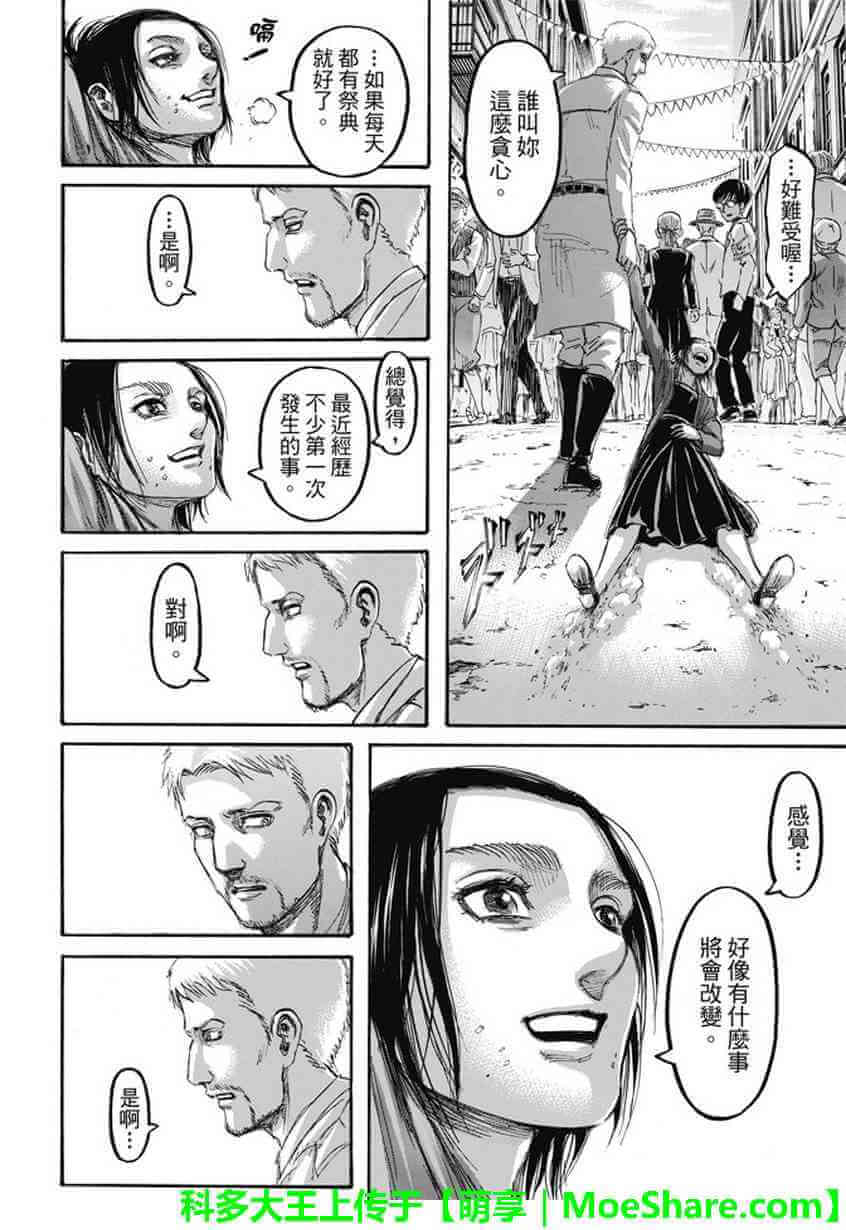 …好難受喔…
誰叫妳
這麼貪心。
ズザザ
嗝
…如果每天
都有祭典
就好了。
…是啊。
總覺得，
最近經歷
不少第一次
發生的事。
對啊。
感覺…
好像有什麼事
將會改變。
是啊…
科多大王上传于【萌享｜MoeShare.com】